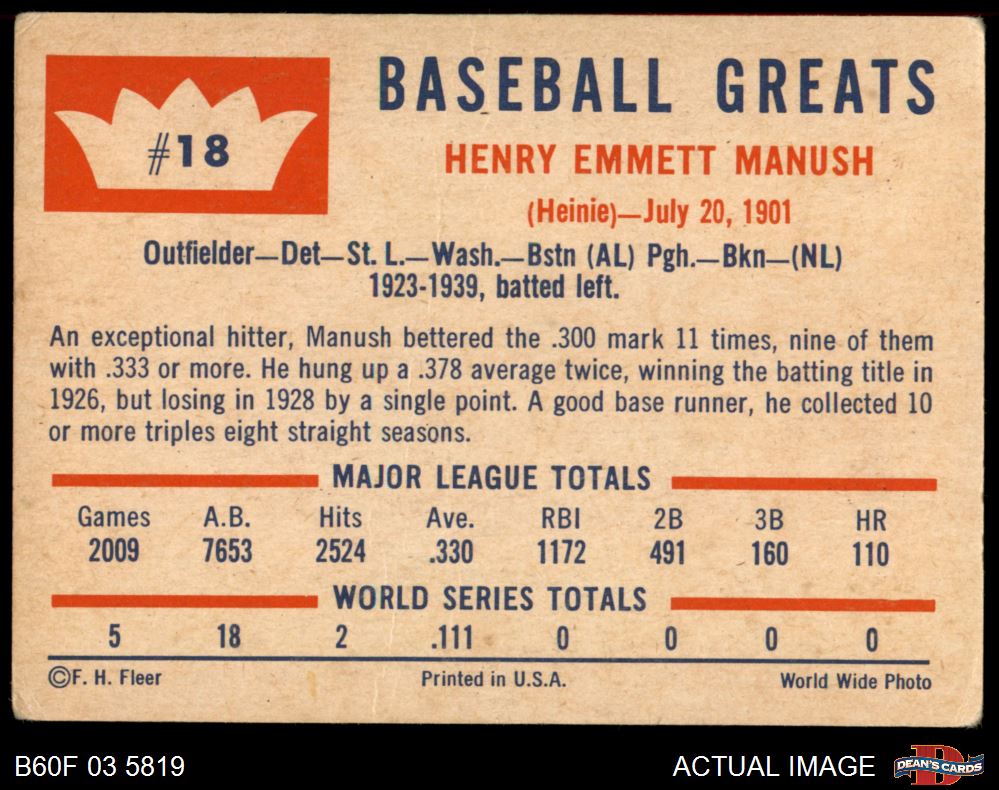 #18
BASEBALL GREATS
HENRY EMMETT MANUSH
(Heinie)—July 20, 1901
Outfielder—Det—St. L.—Wash.—Bstn (AL) Pgh.—Bkn—(NL)
1923-1939, batted left.
An exceptional hitter, Manush bettered the .300 mark 11 times, nine of them
with .333 or more. He hung up a .378 average twice, winning the batting title in
1926, but losing in 1928 by a single point. A good base runner, he collected 10
or more triples eight straight seasons.
MAJOR LEAGUE TOTALS
Games A.B. Hits Ave. RBI 2B 3B HR
2009 7653 2524 .330 1172 491 160 110
WORLD SERIES TOTALS
5 18 2 .111 0 0 0 0
©F. H. Fleer Printed in U.S.A. World Wide Photo
B60F 03 5819 ACTUAL IMAGE DEAN'S CARDS